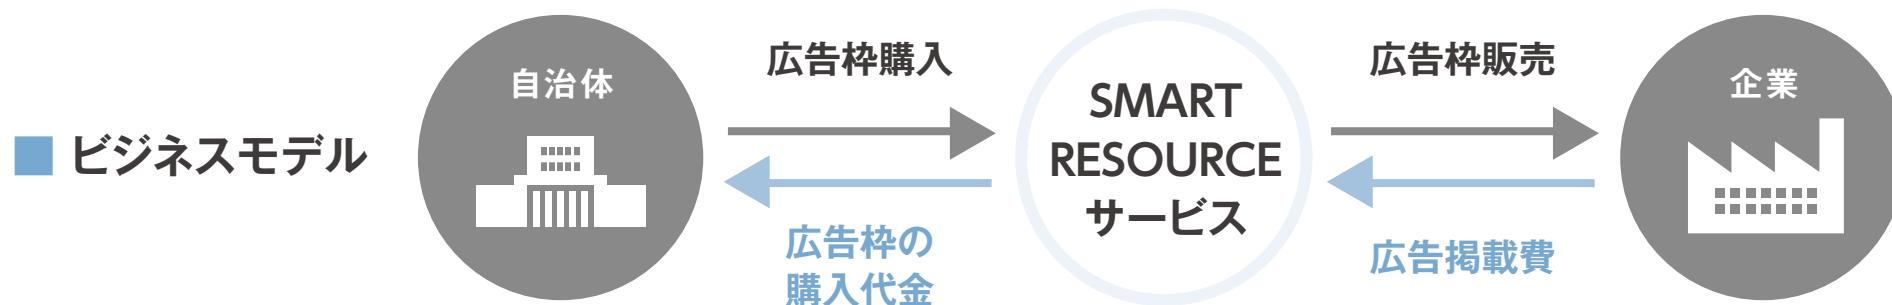 ■ ビジネスモデル
自治体
広告枠購入
広告枠の
購入代金
SMART
RESOURCE
サービス
広告枠販売
広告掲載費
企業